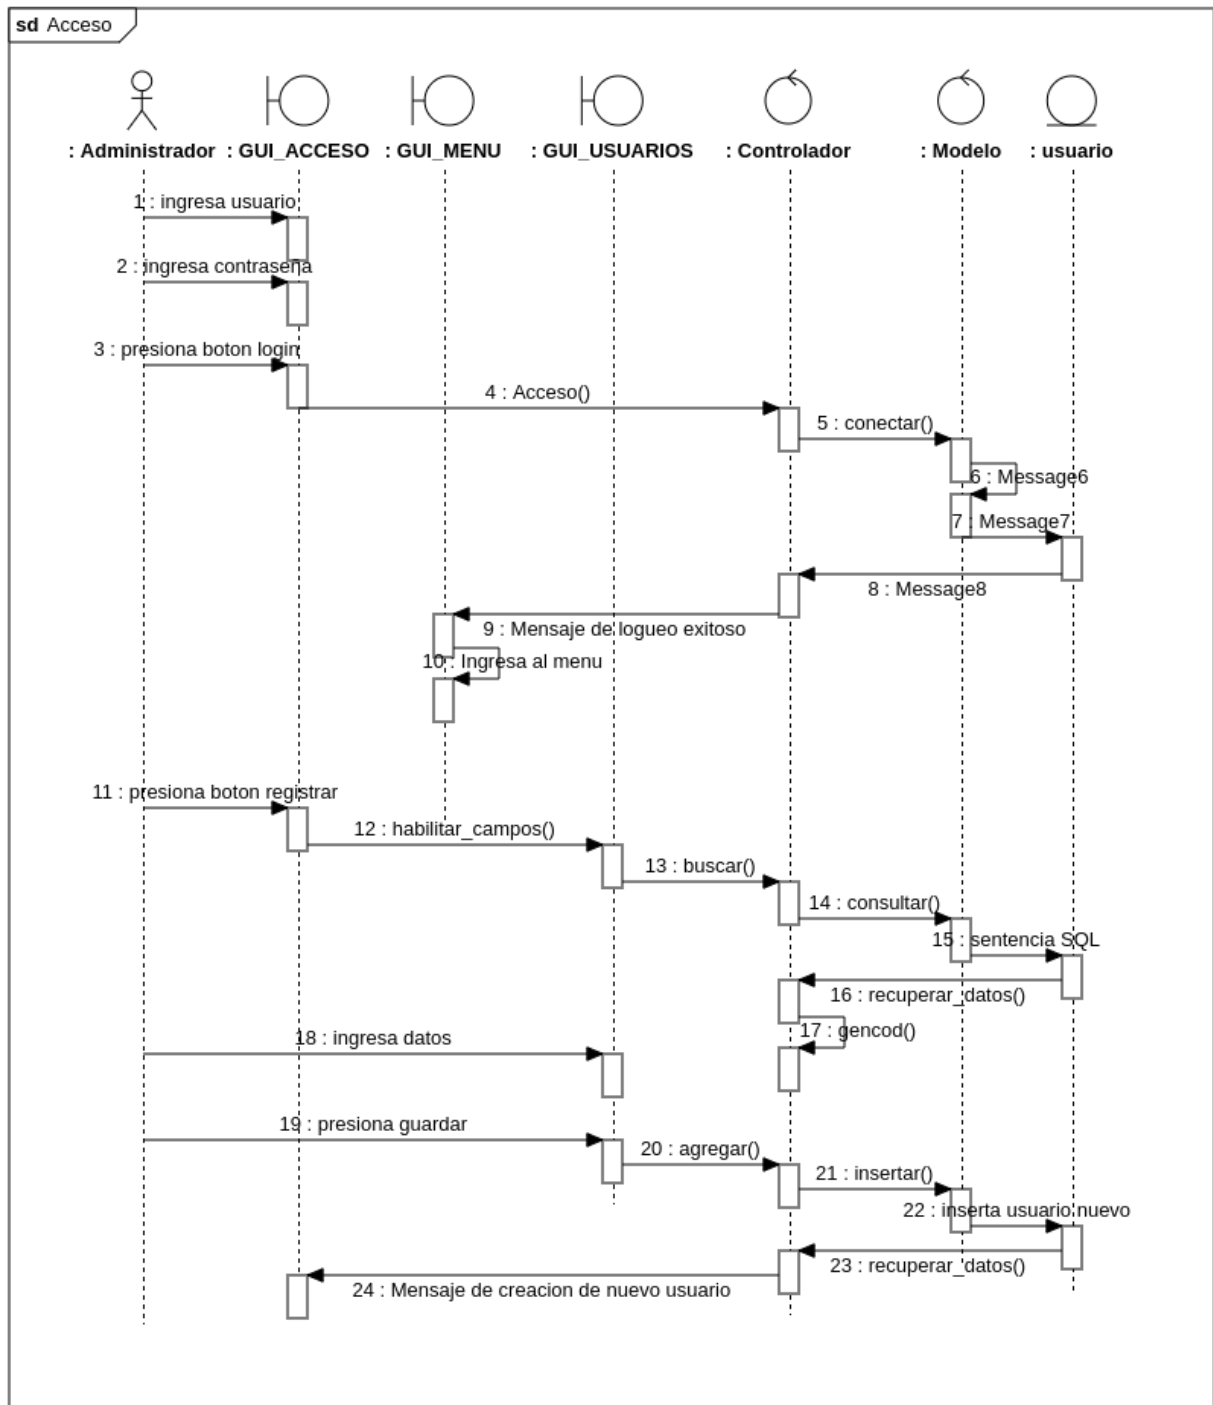 sd Acceso
: Administrador
: GUI_ACCESO
: GUI_MENU
: GUI_USUARIOS
: Controlador
: Modelo
: usuario
1 : ingresa usuario
2 : ingresa contraseña
3 : presiona boton login
4 : Acceso()
5 : conectar()
6 : Message6
7 : Message7
8 : Message8
9 : Mensaje de logueo exitoso
10 : Ingresa al menu
11 : presiona boton registrar
12 : habilitar_campos()
13 : buscar()
14 : consultar()
15 : sentencia SQL
16 : recuperar_datos()
17 : gencod()
18 : ingresa datos
19 : presiona guardar
20 : agregar()
21 : insertar()
22 : inserta usuario nuevo
23 : recuperar_datos()
24 : Mensaje de creacion de nuevo usuario